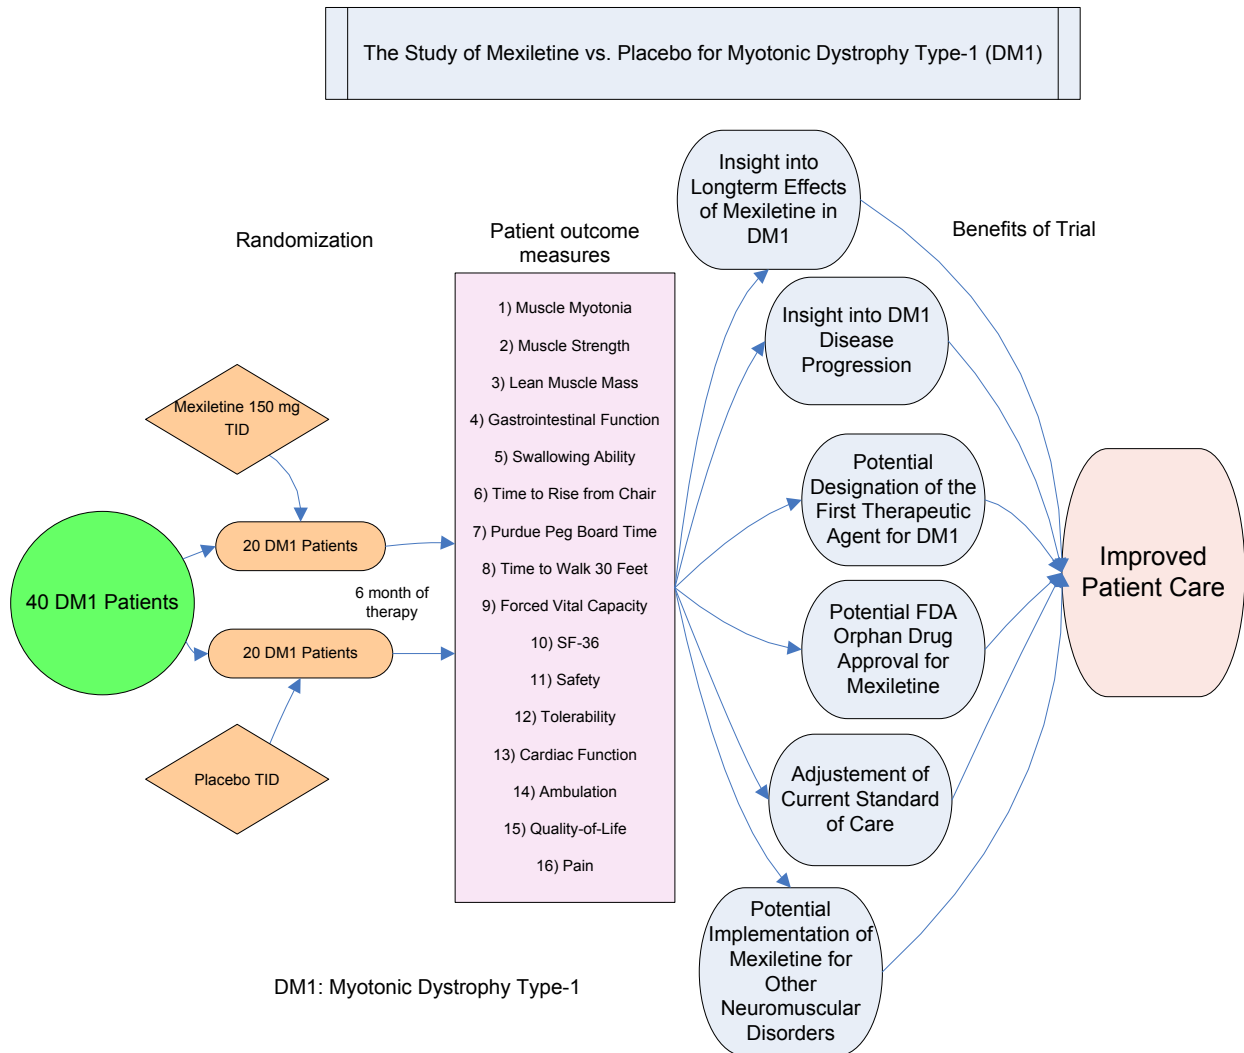 The Study of Mexiletine vs. Placebo for Myotonic Dystrophy Type-1 (DM1)
Randomization
Patient outcome
measures
Benefits of Trial
40 DM1 Patients
Mexiletine 150 mg
TID
20 DM1 Patients
6 month of
therapy
20 DM1 Patients
Placebo TID
1) Muscle Myotonia
2) Muscle Strength
3) Lean Muscle Mass
4) Gastrointestinal Function
5) Swallowing Ability
6) Time to Rise from Chair
7) Purdue Peg Board Time
8) Time to Walk 30 Feet
9) Forced Vital Capacity
10) SF-36
11) Safety
12) Tolerability
13) Cardiac Function
14) Ambulation
15) Quality-of-Life
16) Pain
Insight into
Longterm Effects
of Mexiletine in
DM1
Insight into DM1
Disease
Progression
Potential
Designation of the
First Therapeutic
Agent for DM1
Potential FDA
Orphan Drug
Approval for
Mexiletine
Adjustement of
Current Standard
of Care
Potential
Implementation of
Mexiletine for
Other
Neuromuscular
Disorders
Improved
Patient Care
DM1: Myotonic Dystrophy Type-1